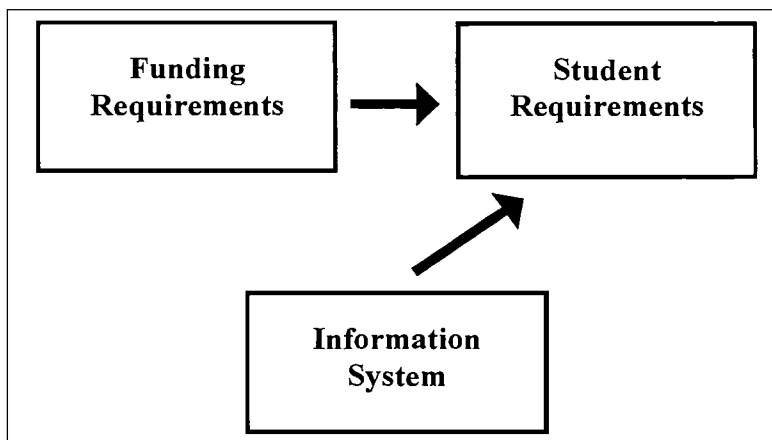 Funding
Requirements
Student
Requirements
Information
System